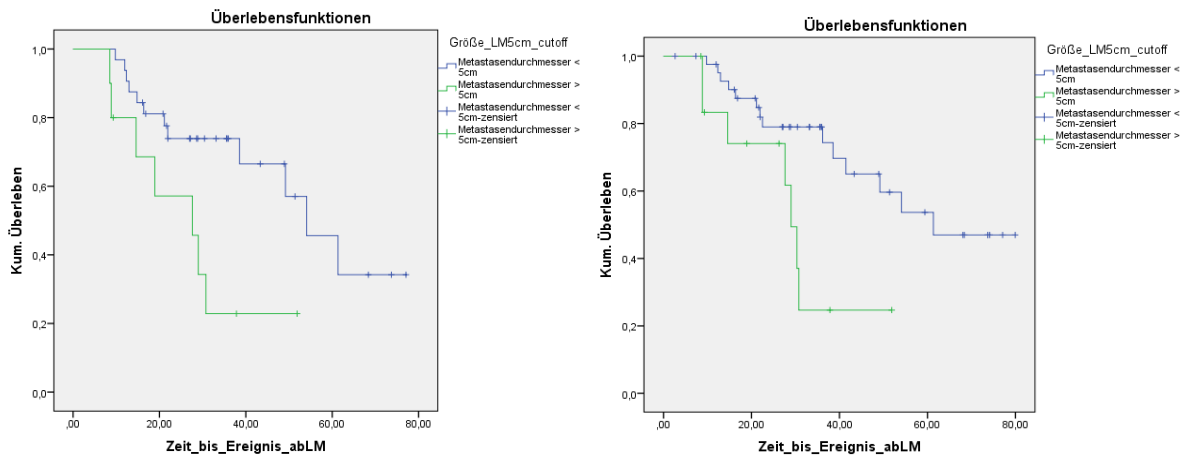 Überlebensfunktionen
Größe_LM5cm_cutoff
Metastasendurchmesser <
5cm
Metastasendurchmesser >
5cm
Metastasendurchmesser <
5cm-zensiert
Metastasendurchmesser >
5cm-zensiert
Kum. Überleben
1,0
0,8
0,6
0,4
0,2
0,0
,00 20,00 40,00 60,00 80,00
Zeit_bis_Ereignis_abLM
Überlebensfunktionen
Größe_LM5cm_cutoff
Metastasendurchmesser <
5cm
Metastasendurchmesser >
5cm
Metastasendurchmesser <
5cm-zensiert
Metastasendurchmesser >
5cm-zensiert
Kum. Überleben
1,0
0,8
0,6
0,4
0,2
0,0
,00 20,00 40,00 60,00 80,00
Zeit_bis_Ereignis_abLM